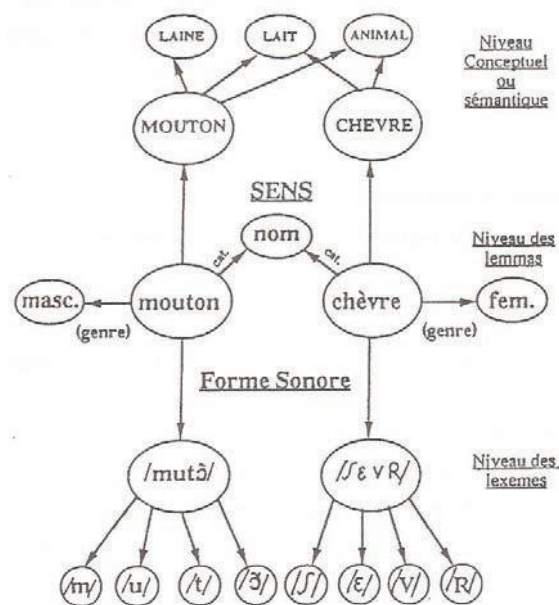 LAINE
LAIT
ANIMAL
Niveau
Conceptuel
ou
sémantique
MOUTON
CHEVRE
SENS
nom
cat.
cat.
Niveau des
lemmas
masc.
mouton
chèvre
fem.
(genre)
(genre)
Forme Sonore
/mutɔ̃/
/ʃɛvR/
Niveau des
lexemes
/m/
/u/
/t/
/ɔ̃/
/ʃ/
/ɛ/
/v/
/R/